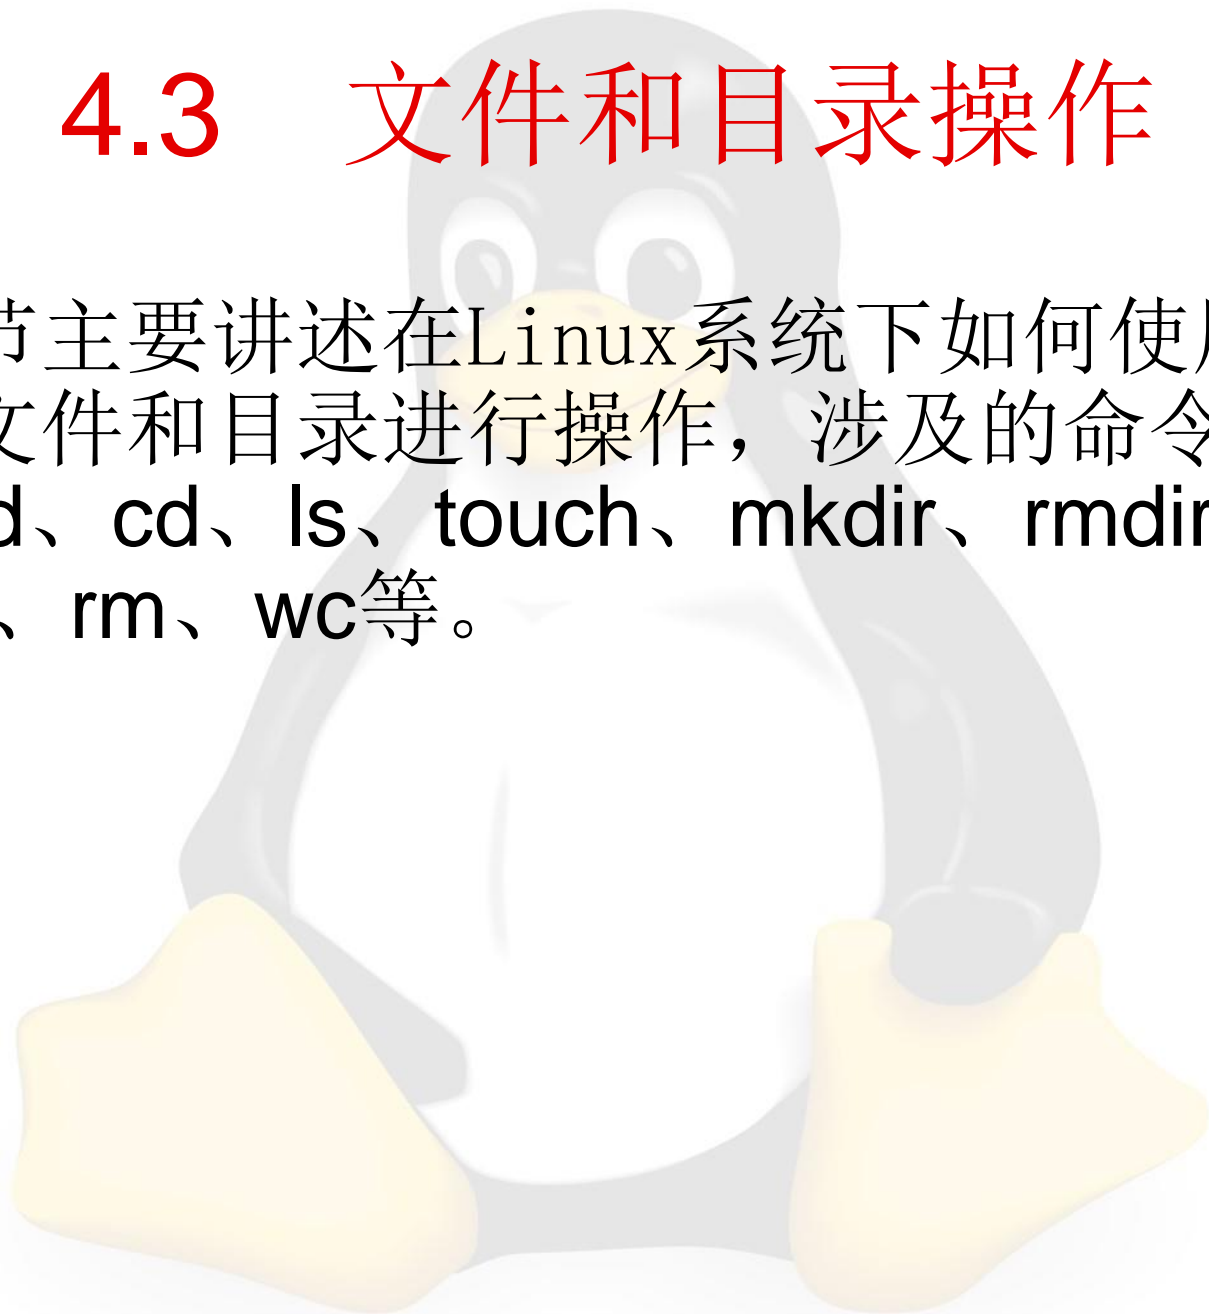 4.3 文件和目录操作
节主要讲述在Linux系统下如何使
文件和目录进行操作，涉及的命令
d、cd、ls、touch、mkdir、rmdir
、rm、wc等。